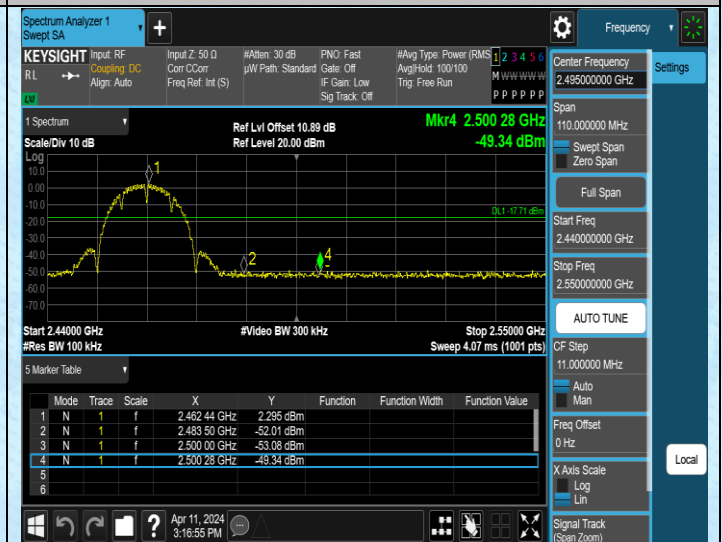 Spectrum Analyzer 1
Swept SA
Frequency
KEYSIGHT
RL
Input: RF
Coupling: DC
Align: Auto
Input Z: 50 Ω
Corr CCorr
Freq Ref: Int (S)
#Atten: 30 dB
µW Path: Standard
PNO: Fast
Gate: Off
IF Gain: Low
Sig Track: Off
#Avg Type: Power (RMS
Avg|Hold: 100/100
Trig: Free Run
1 2 3 4 5 6
M W W W W W
P P P P P P
Center Frequency
2.495000000 GHz
Settings
Span
110.000000 MHz
Swept Span
Zero Span
Full Span
Start Freq
2.440000000 GHz
Stop Freq
2.550000000 GHz
AUTO TUNE
CF Step
11.000000 MHz
Auto
Man
Freq Offset
0 Hz
X Axis Scale
Log
Lin
Signal Track
(Span Zoom)
Local
1 Spectrum
Scale/Div 10 dB
Ref Lvl Offset 10.89 dB
Ref Level 20.00 dBm
Mkr4 2.500 28 GHz
-49.34 dBm
Log
10.0
0.00
-10.0
-20.0
-30.0
-40.0
-50.0
-60.0
-70.0
1
2
4
DL1 -17.71 dBm
Start 2.44000 GHz
#Res BW 100 kHz
#Video BW 300 kHz
Stop 2.55000 GHz
Sweep 4.07 ms (1001 pts)
5 Marker Table
Mode Trace Scale X Y Function Function Width Function Value
1 N 1 f 2.462 44 GHz 2.295 dBm
2 N 1 f 2.483 50 GHz -52.01 dBm
3 N 1 f 2.500 00 GHz -53.08 dBm
4 N 1 f 2.500 28 GHz -49.34 dBm
5
6
?
Apr 11, 2024
3:16:55 PM